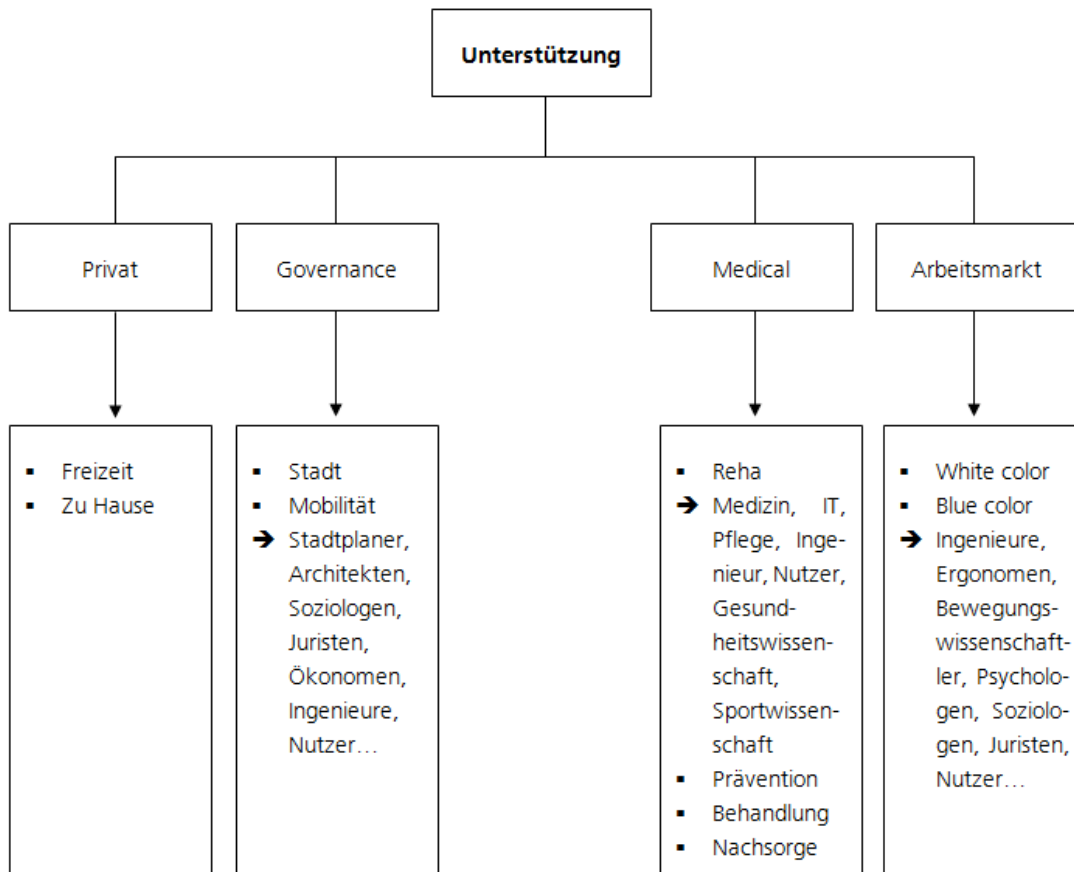 Unterstützung
Privat
Governance
Medical
Arbeitsmarkt
▪ Freizeit
▪ Zu Hause
▪ Stadt
▪ Mobilität
➔ Stadtplaner,
Architekten,
Soziologen,
Juristen,
Ökonomen,
Ingenieure,
Nutzer…
▪ Reha
➔ Medizin, IT,
Pflege, Inge-
nieur, Nutzer,
Gesund-
heitswissen-
schaft,
Sportwissen-
schaft
▪ Prävention
▪ Behandlung
▪ Nachsorge
▪ White color
▪ Blue color
➔ Ingenieure,
Ergonomen,
Bewegungs-
wissenschaft-
ler, Psycholo-
gen, Soziolo-
gen, Juristen,
Nutzer…